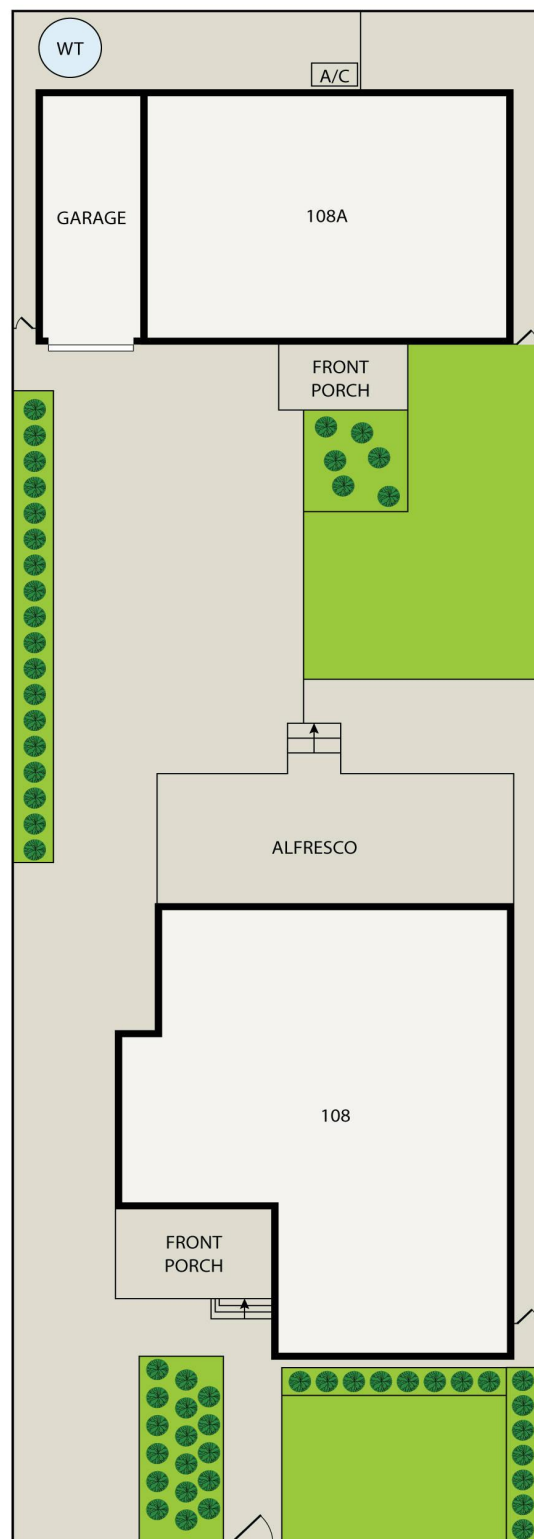 WT
A/C
GARAGE
108A
FRONT
PORCH
ALFRESCO
108
FRONT
PORCH